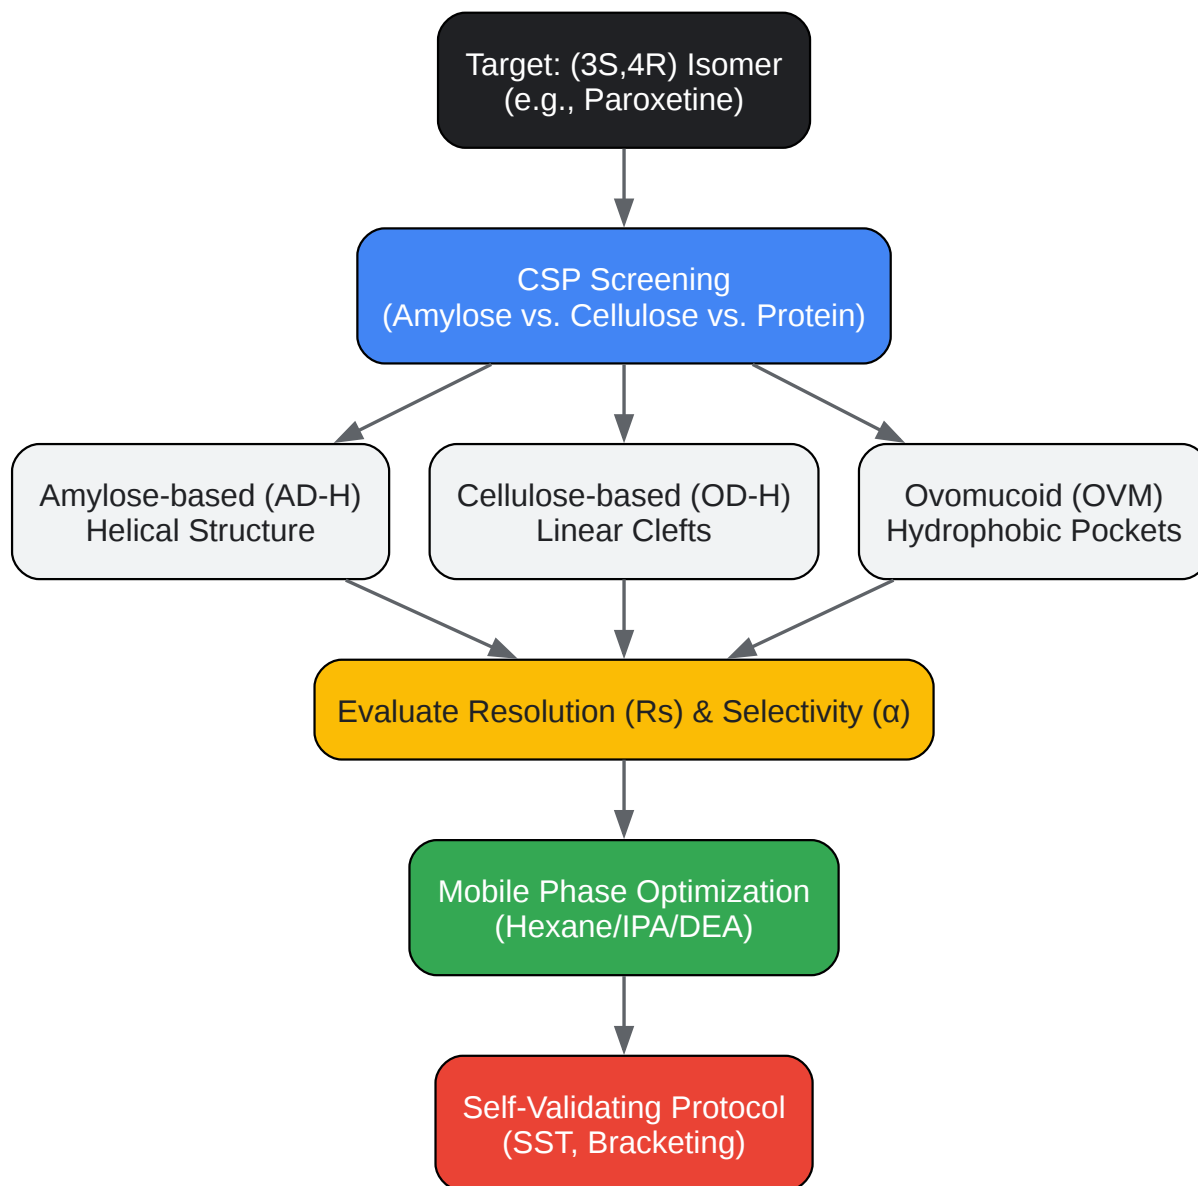 Target: (3S,4R) Isomer
(e.g., Paroxetine)
CSP Screening
(Amylose vs. Cellulose vs. Protein)
Amylose-based (AD-H)
Helical Structure
Cellulose-based (OD-H)
Linear Clefts
Ovomucoid (OVM)
Hydrophobic Pockets
Evaluate Resolution (Rs) & Selectivity (α)
Mobile Phase Optimization
(Hexane/IPA/DEA)
Self-Validating Protocol
(SST, Bracketing)